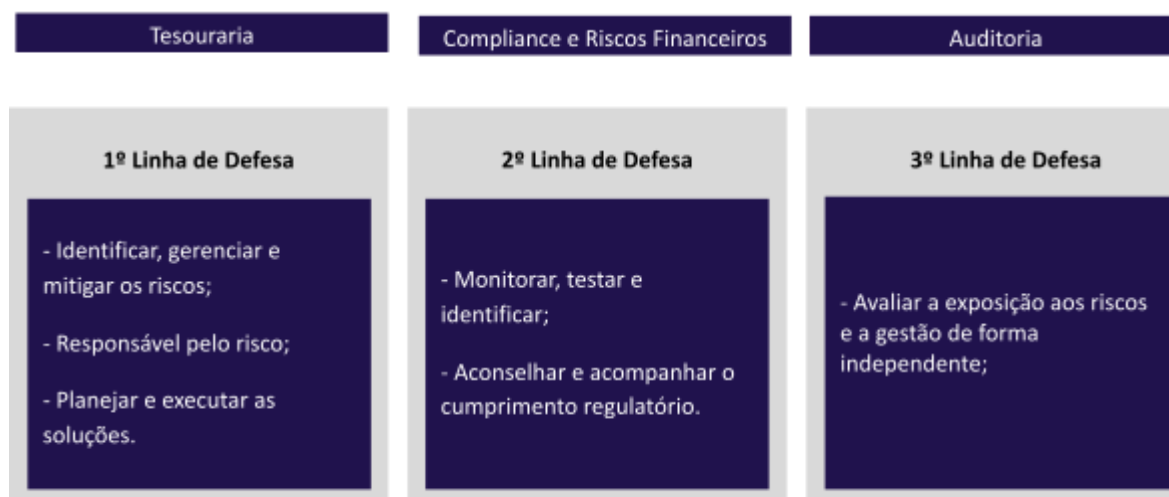 Tesouraria
Compliance e Riscos Financeiros
Auditoria
1º Linha de Defesa
- Identificar, gerenciar e
mitigar os riscos;
- Responsável pelo risco;
- Planejar e executar as
soluções.
2º Linha de Defesa
- Monitorar, testar e
identificar;
- Aconselhar e acompanhar o
cumprimento regulatório.
3º Linha de Defesa
- Avaliar a exposição aos riscos
e a gestão de forma
independente;